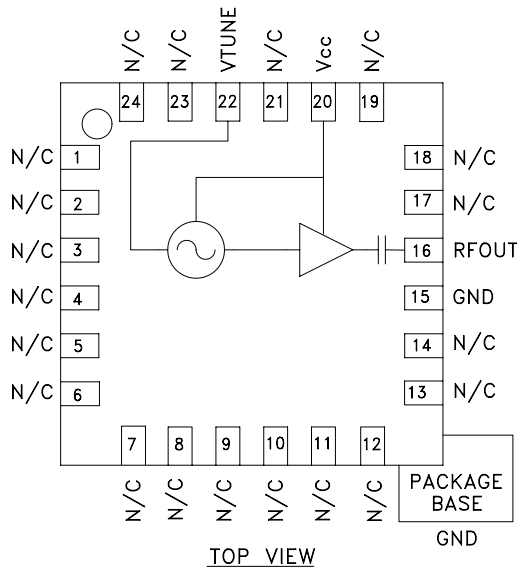 N/C N/C VTUNE N/C Vcc N/C
24 23 22 21 20 19
N/C 1 18 N/C
N/C 2 17 N/C
N/C 3 16 RFOUT
N/C 4 15 GND
N/C 5 14 N/C
N/C 6 13 N/C
7 8 9 10 11 12
N/C N/C N/C N/C N/C N/C
PACKAGE
BASE
GND
TOP VIEW